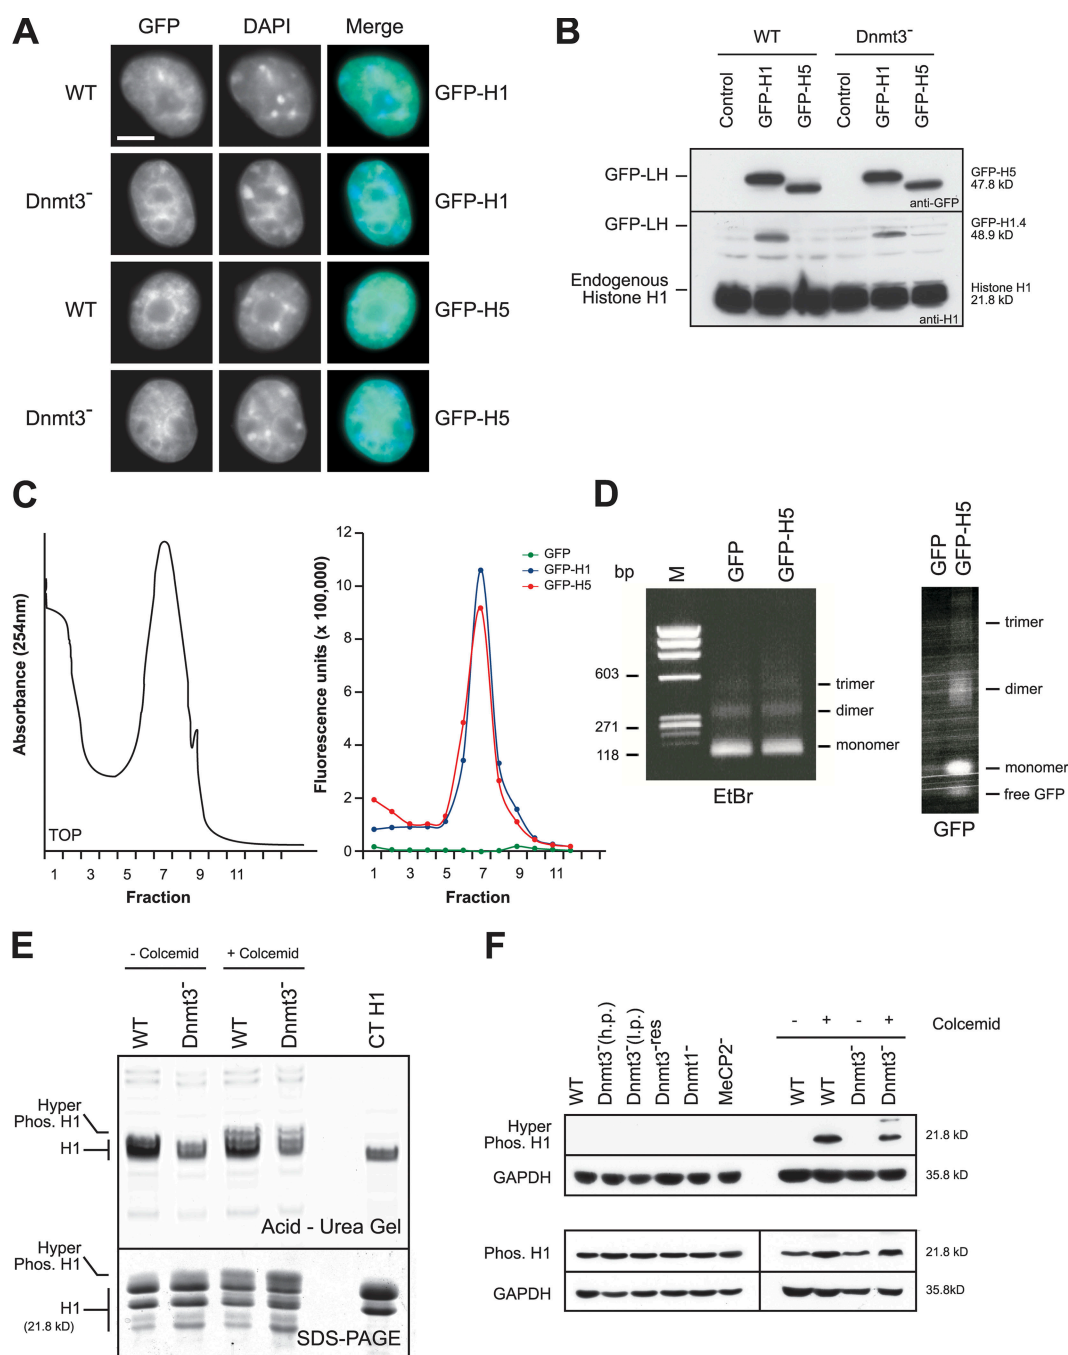 A
GFP DAPI Merge
WT GFP-H1
Dnmt3- GFP-H1
WT GFP-H5
Dnmt3- GFP-H5
B
WT Dnmt3-
Control GFP-H1 GFP-H5 Control GFP-H1 GFP-H5
GFP-LH
GFP-H5
47.8 kD
anti-GFP
GFP-LH
GFP-H1.4
48.9 kD
Endogenous
Histone H1
Histone H1
21.8 kD
anti-H1
C
Absorbance (254nm)
TOP
1 3 5 7 9 11
Fraction
Fluorescence units (x 100,000)
12
10
8
6
4
2
0
GFP
GFP-H1
GFP-H5
1 3 5 7 9 11
Fraction
D
bp M GFP GFP-H5
603
271
118
trimer
dimer
monomer
EtBr
GFP GFP-H5
trimer
dimer
monomer
free GFP
GFP
E
- Colcemid + Colcemid
WT Dnmt3- WT Dnmt3- CT H1
Hyper
Phos. H1
H1
Acid - Urea Gel
Hyper
Phos. H1
H1
(21.8 kD)
SDS-PAGE
F
WT Dnmt3-(h.p.) Dnmt3-(l.p.) Dnmt3-res Dnmt1- MeCP2-
- + - + Colcemid
WT WT Dnmt3- Dnmt3-
Hyper
Phos. H1
21.8 kD
GAPDH 35.8 kD
Phos. H1 21.8 kD
GAPDH 35.8kD